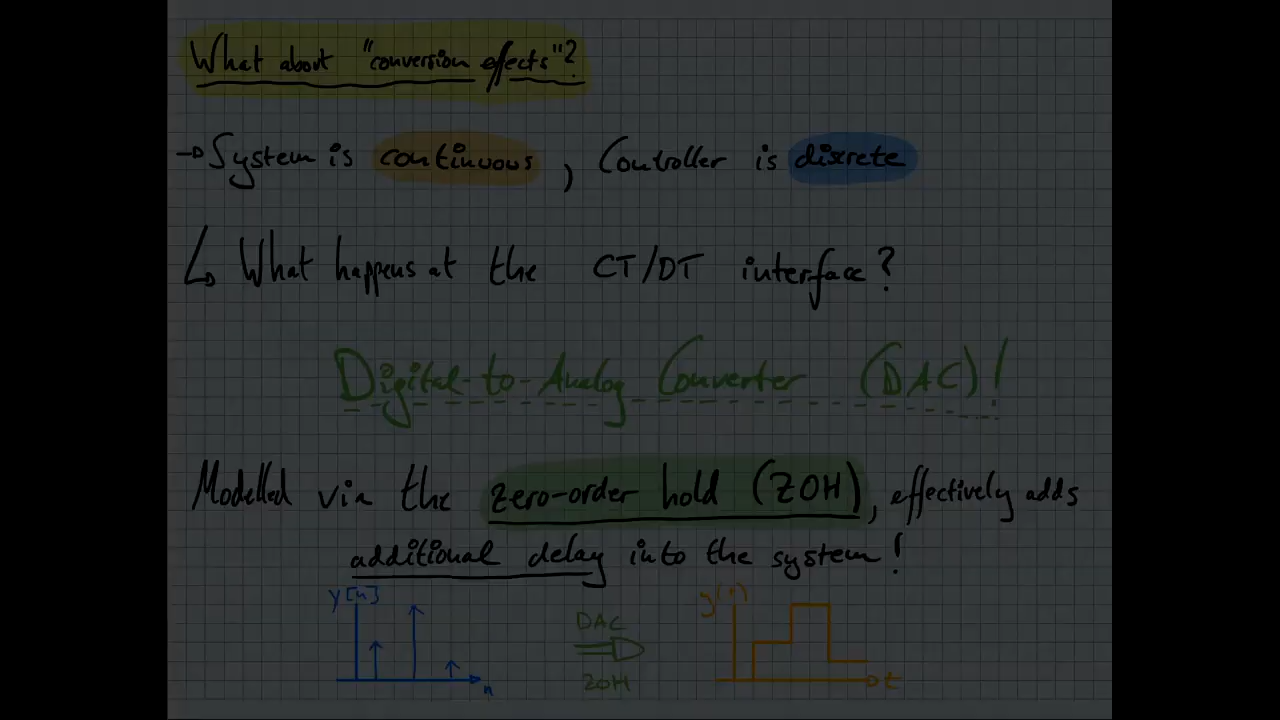 What about "conversion effects"?
→ System is continuous, Controller is discrete
↳ What happens at the CT/DT interface?
Digital-to-Analog Converter (DAC)!
Modelled via the zero-order hold (ZOH), effectively adds
additional delay into the system!
y[n]
n
DAC
ZOH
y(t)
t